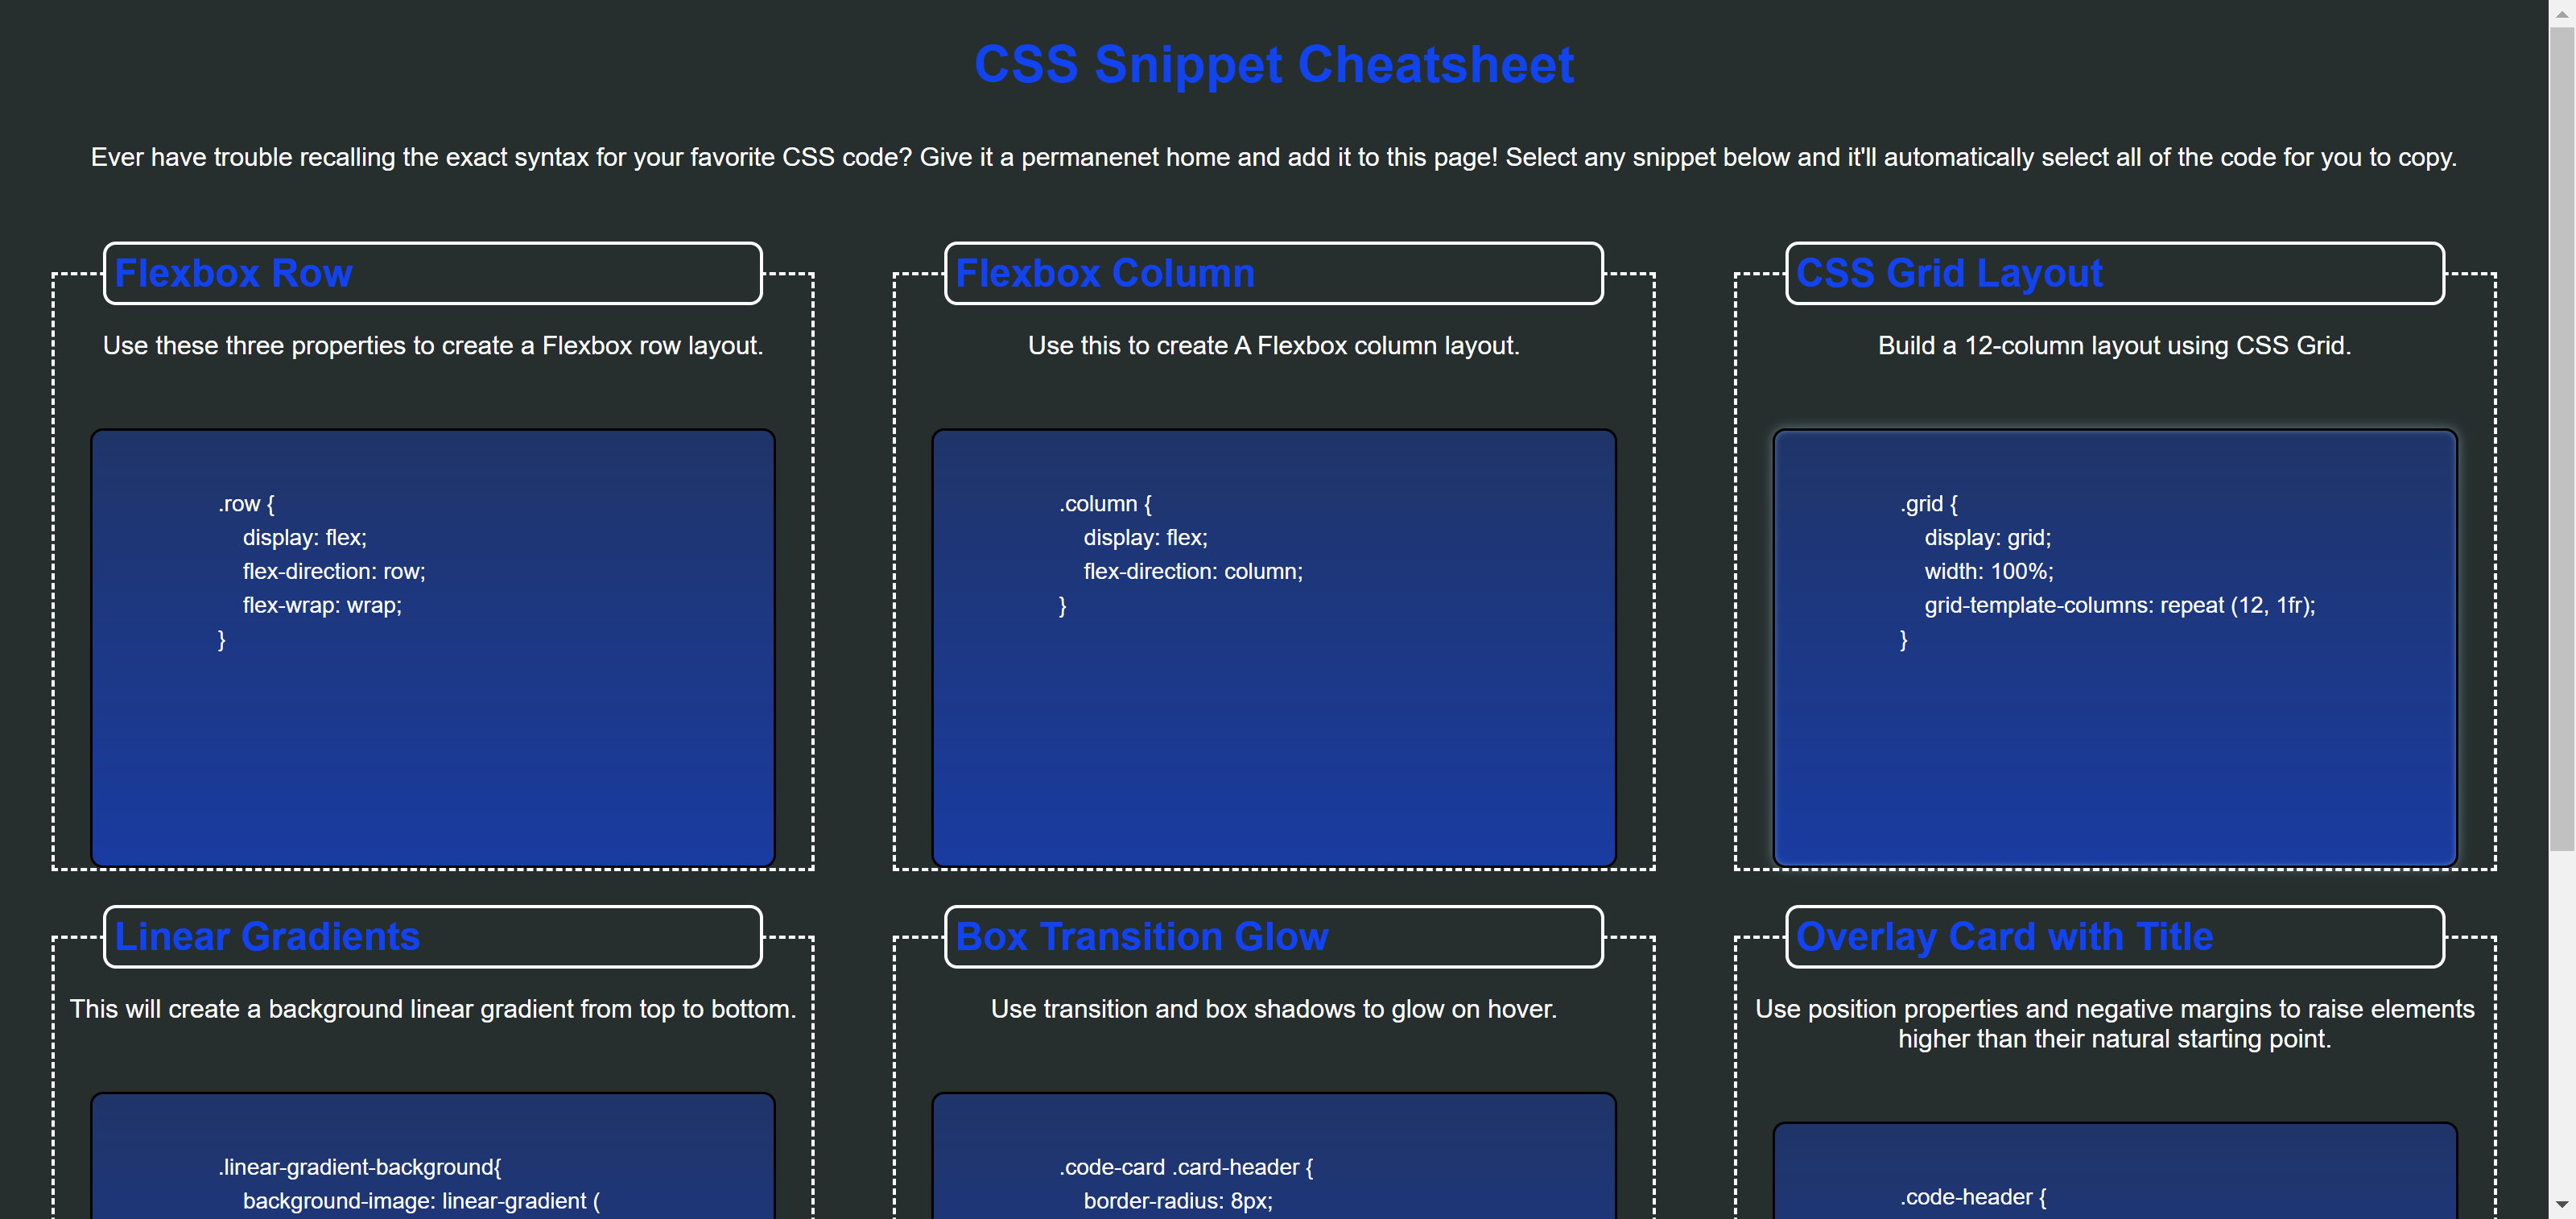 CSS Snippet Cheatsheet
Ever have trouble recalling the exact syntax for your favorite CSS code? Give it a permanenet home and add it to this page! Select any snippet below and it'll automatically select all of the code for you to copy.
Flexbox Row
Use these three properties to create a Flexbox row layout.
.row {
display: flex;
flex-direction: row;
flex-wrap: wrap;
}
Flexbox Column
Use this to create A Flexbox column layout.
.column {
display: flex;
flex-direction: column;
}
CSS Grid Layout
Build a 12-column layout using CSS Grid.
.grid {
display: grid;
width: 100%;
grid-template-columns: repeat (12, 1fr);
}
Linear Gradients
This will create a background linear gradient from top to bottom.
.linear-gradient-background{
background-image: linear-gradient (
Box Transition Glow
Use transition and box shadows to glow on hover.
.code-card .card-header {
border-radius: 8px;
Overlay Card with Title
Use position properties and negative margins to raise elements
higher than their natural starting point.
.code-header {